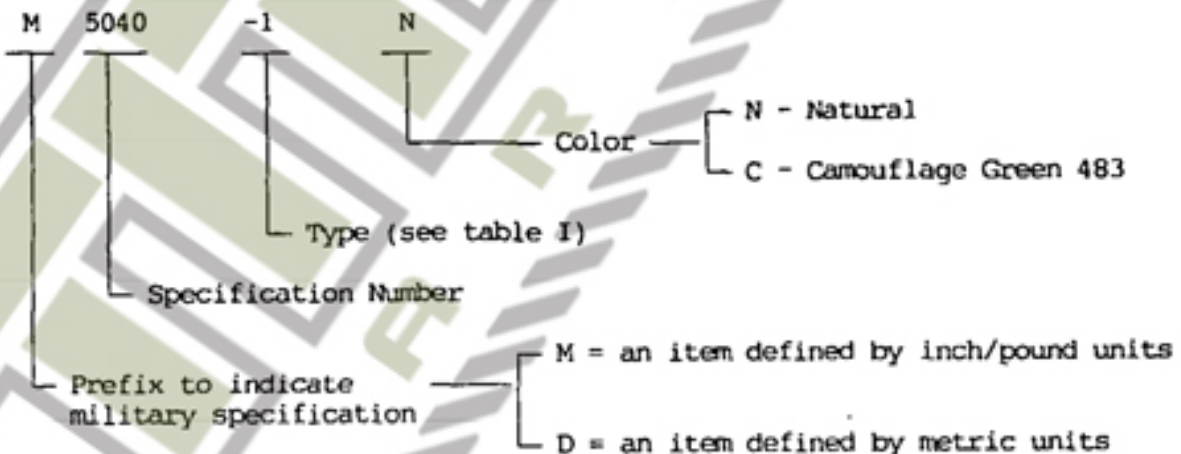 M 5040 -1 N
N - Natural
Color
C - Camouflage Green 483
Type (see table I)
Specification Number
M = an item defined by inch/pound units
Prefix to indicate
military specification
D = an item defined by metric units
A R